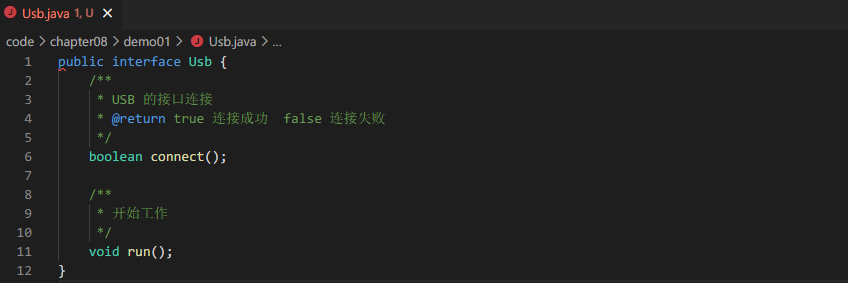 Usb.java 1, U ×
code > chapter08 > demo01 > Usb.java > ...
1 public interface Usb {
2 /**
3 * USB 的接口连接
4 * @return true 连接成功  false 连接失败
5 */
6 boolean connect();
7
8 /**
9 * 开始工作
10 */
11 void run();
12 }